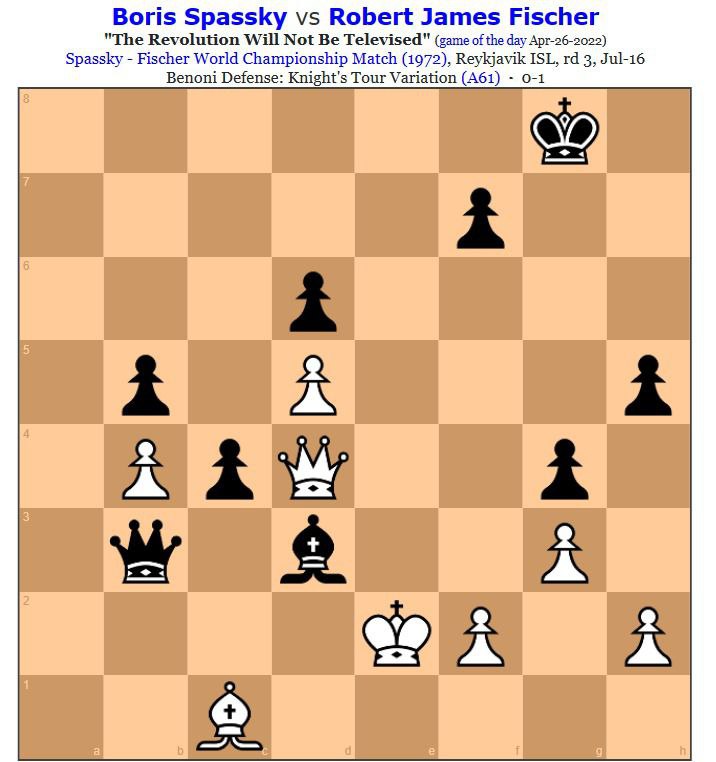 Boris Spassky vs Robert James Fischer
"The Revolution Will Not Be Televised" (game of the day Apr-26-2022)
Spassky - Fischer World Championship Match (1972), Reykjavik ISL, rd 3, Jul-16
Benoni Defense: Knight's Tour Variation (A61) · 0-1
8
7
6
5
4
3
2
1
a b c d e f g h